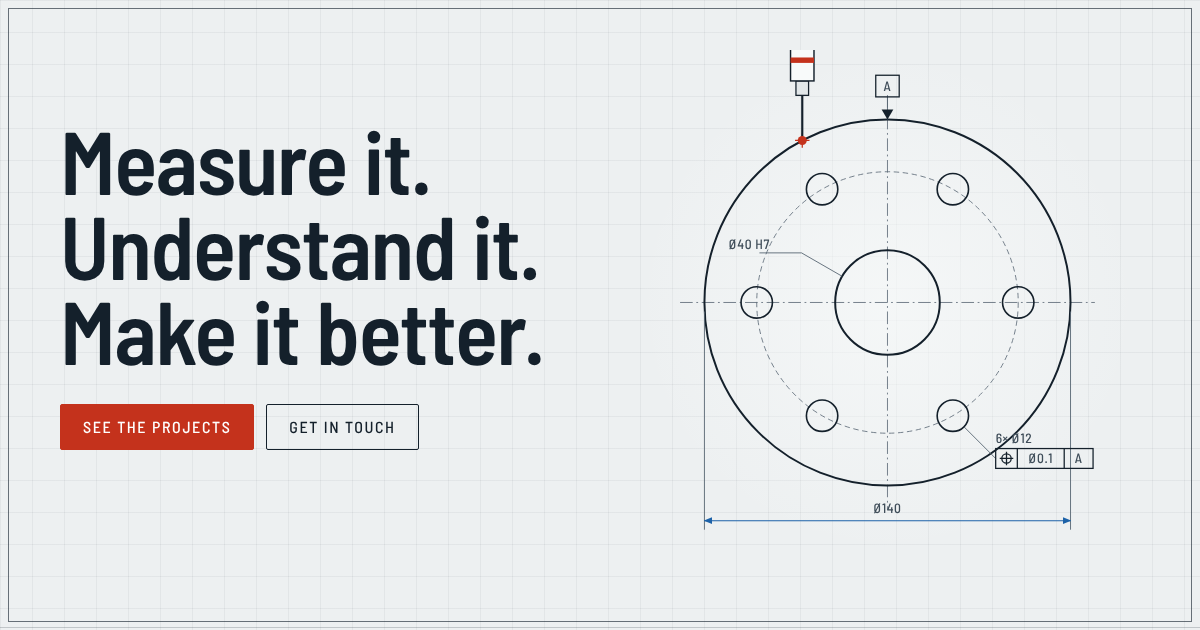 Measure it.
Understand it.
Make it better.
SEE THE PROJECTS
GET IN TOUCH
A
Ø40 H7
6× Ø12
⌖ Ø0.1 A
Ø140